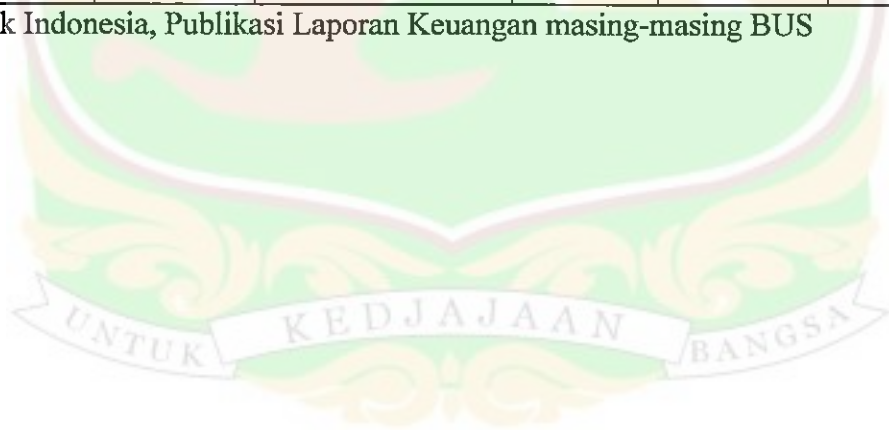 k Indonesia, Publikasi Laporan Keuangan masing-masing BUS
UNTUK KEDJAJAAN BANGSA